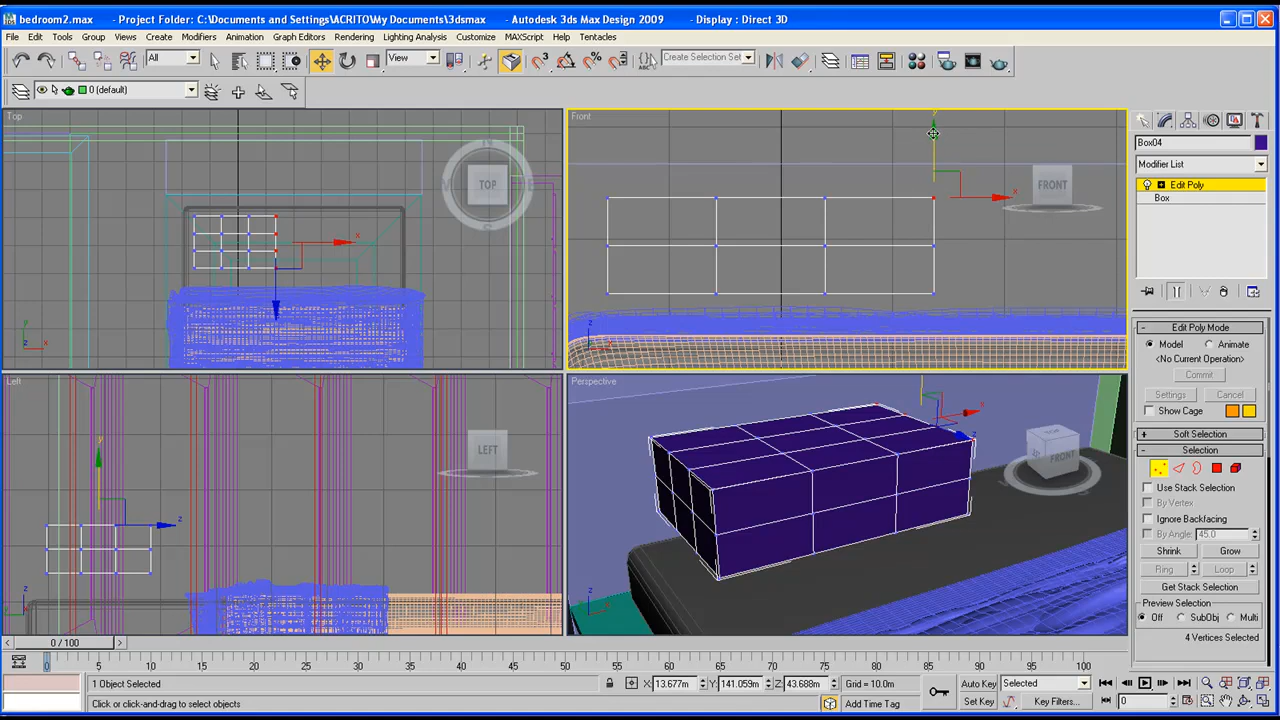 bedroom2.max - Project Folder: C:\Documents and Settings\ACRITO\My Documents\3dsmax - Autodesk 3ds Max Design 2009 - Display : Direct 3D
File Edit Tools Group Views Create Modifiers Animation Graph Editors Rendering Lighting Analysis Customize MAXScript Help Tentacles
All View Create Selection Set
0 (default)
Top Front
TOP FRONT
Left Perspective
LEFT TOP FRONT
Box04
Modifier List
Edit Poly
Box
Edit Poly Mode
Model Animate
<No Current Operation>
Commit
Settings Cancel
Show Cage
+ Soft Selection
- Selection
Use Stack Selection
By Vertex
Ignore Backfacing
By Angle: 45.0
Shrink Grow
Ring Loop
Get Stack Selection
Preview Selection
Off SubObj Multi
4 Vertices Selected
0 / 100
0 5 10 15 20 25 30 35 40 45 50 55 60 65 70 75 80 85 90 95 100
1 Object Selected X: 13.677m Y: 141.059m Z: 43.688m Grid = 10.0m Auto Key Selected
Click or click-and-drag to select objects Add Time Tag Set Key Key Filters... 0